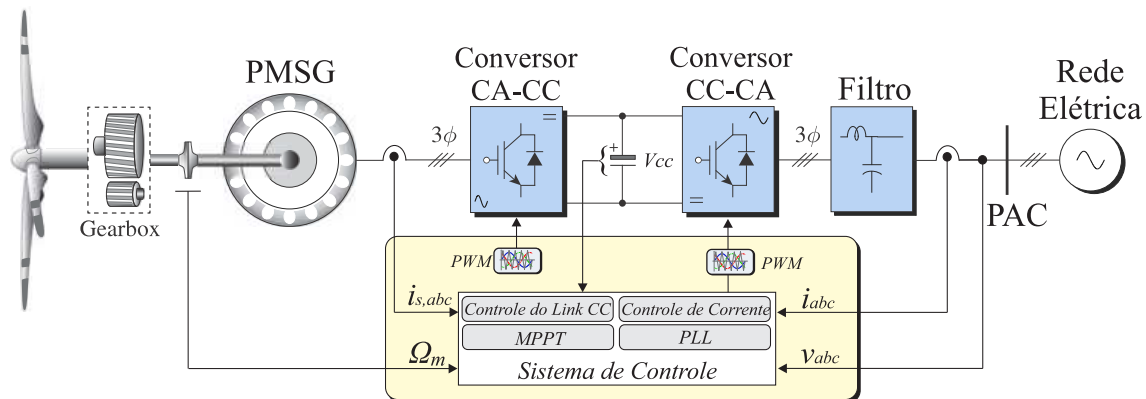 PMSG
Conversor
CA-CC
Conversor
CC-CA
Filtro
Rede
Elétrica
3ϕ
+
Vcc
3ϕ
Gearbox
PAC
PWM
PWM
is,abc
Controle do Link CC
Controle de Corrente
iabc
MPPT
PLL
Ωm
Sistema de Controle
vabc